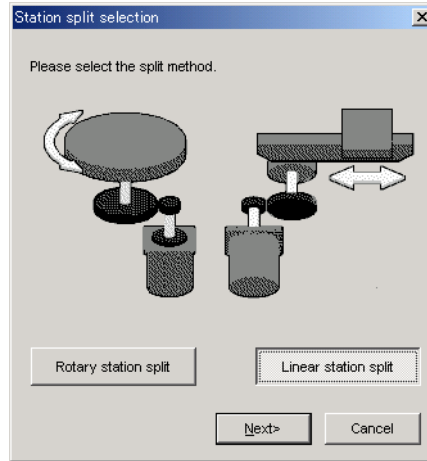 Station split selection
Please select the split method.
Rotary station split
Linear station split
Next>
Cancel